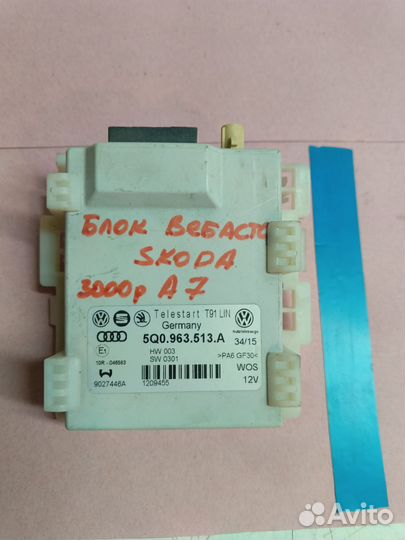 БЛОК ВЕБАСТО
SKODA
3000р А7
Telestart T91 LIN
Germany
5Q0.963.513.A
34/15
E1
HW 003
SW 0301
>PA6 GF30<
10R - 046583
WOS
9027446A
1209455
12V
Avito